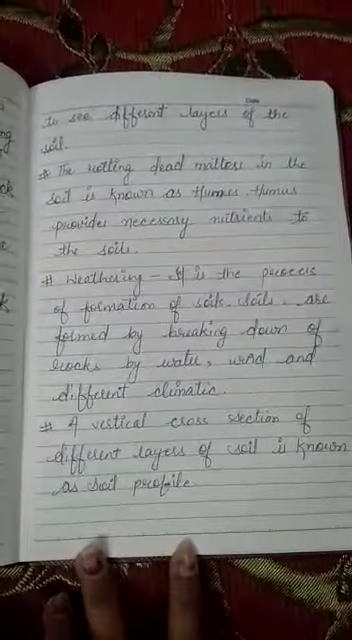 Date
to see different layers of the
soil.
# The rotting dead matters in the
soil is known as Humus. Humus
provides necessary nutrients to
the soils.
# Weathering - It is the process
of formation of soils. Soils are
formed by breaking down of
rocks by water, wind and
different climatic.
# A vertical cross section of
different layers of soil is known
as soil profile